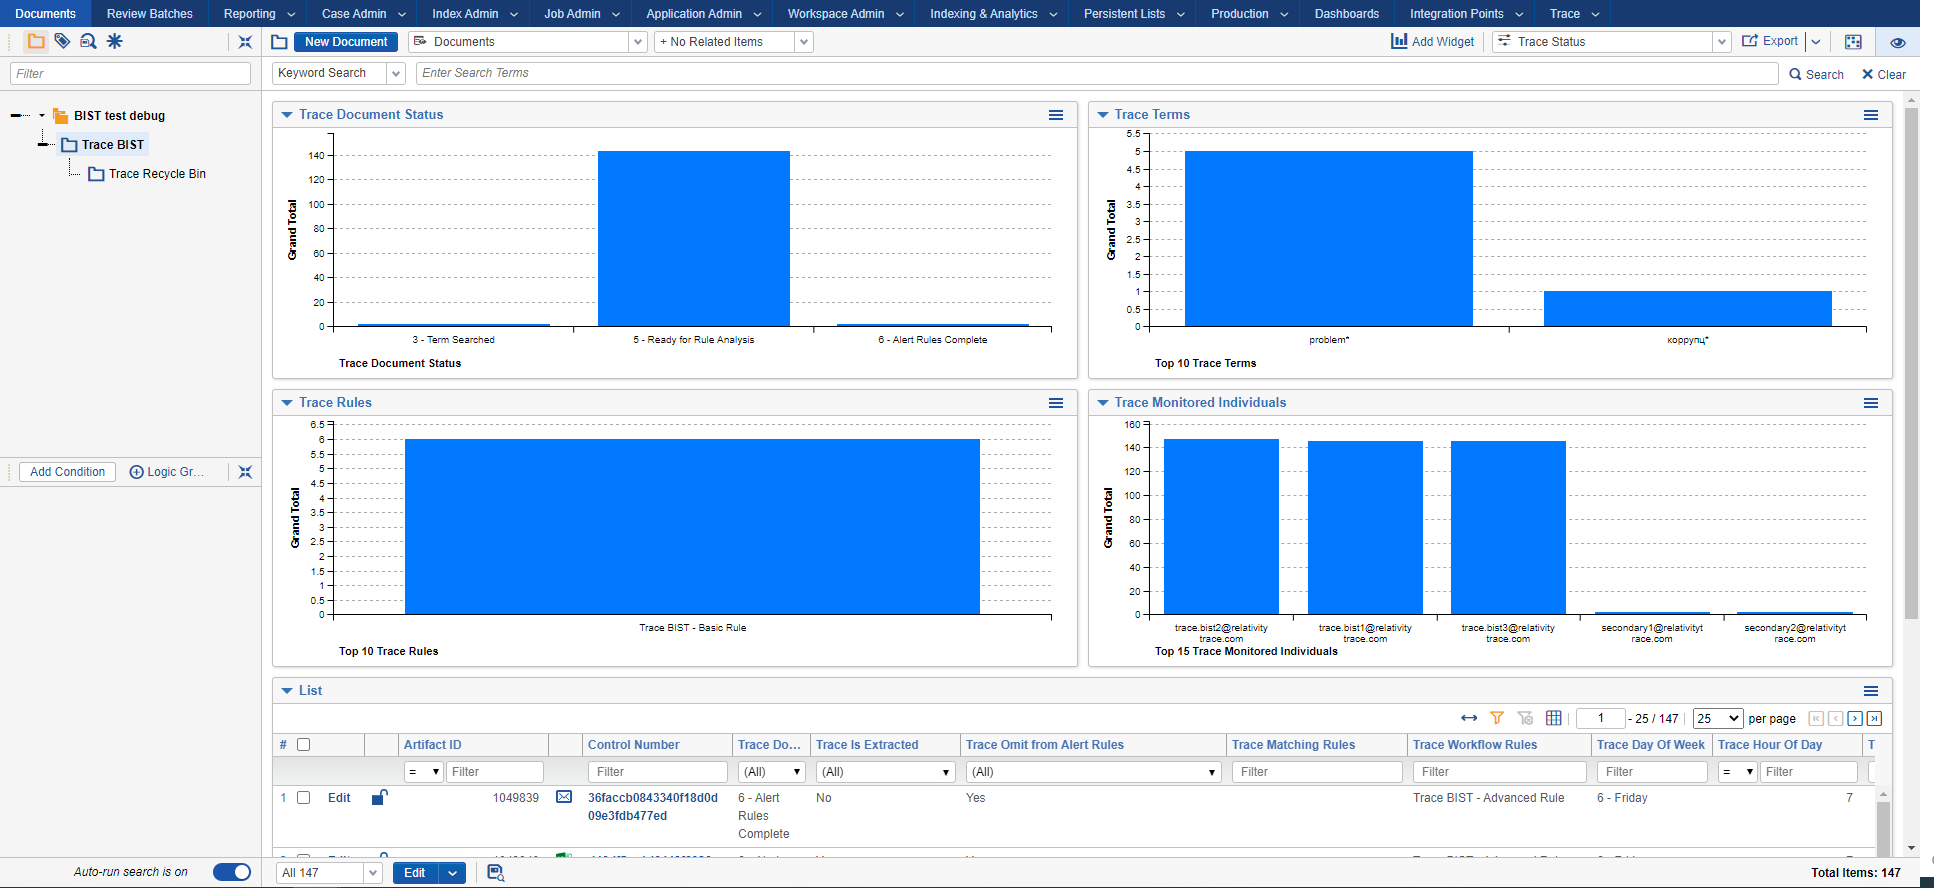 Documents Review Batches Reporting Case Admin Index Admin Job Admin Application Admin Workspace Admin Indexing & Analytics Persistent Lists Production Dashboards Integration Points Trace
New Document Documents + No Related Items Add Widget Trace Status Export
Filter
Keyword Search Enter Search Terms Search Clear
BIST test debug
Trace BIST
Trace Recycle Bin
Add Condition Logic Gr...
Auto-run search is on
Trace Document Status
140
120
100
80
60
40
20
0
Grand Total
3 - Term Searched 5 - Ready for Rule Analysis 6 - Alert Rules Complete
Trace Document Status
Trace Terms
5.5
5
4.5
4
3.5
3
2.5
2
1.5
1
0.5
0
Grand Total
problem* коррупц*
Top 10 Trace Terms
Trace Rules
6.5
6
5.5
5
4.5
4
3.5
3
2.5
2
1.5
1
0.5
0
Grand Total
Trace BIST - Basic Rule
Top 10 Trace Rules
Trace Monitored Individuals
160
140
120
100
80
60
40
20
0
Grand Total
trace.bist2@relativity trace.bist1@relativity trace.bist3@relativity secondary1@relativityt secondary2@relativityt
trace.com trace.com trace.com race.com race.com
Top 15 Trace Monitored Individuals
List
1 - 25 / 147 25 per page
# Artifact ID Control Number Trace Do... Trace Is Extracted Trace Omit from Alert Rules Trace Matching Rules Trace Workflow Rules Trace Day Of Week Trace Hour Of Day T
= Filter Filter (All) (All) (All) Filter Filter Filter = Filter
1 Edit 1049839 36faccb0843340f18d0d 6 - Alert No Yes Trace BIST - Advanced Rule 6 - Friday 7
09e3fdb477ed Rules
Complete
All 147 Edit Total Items: 147